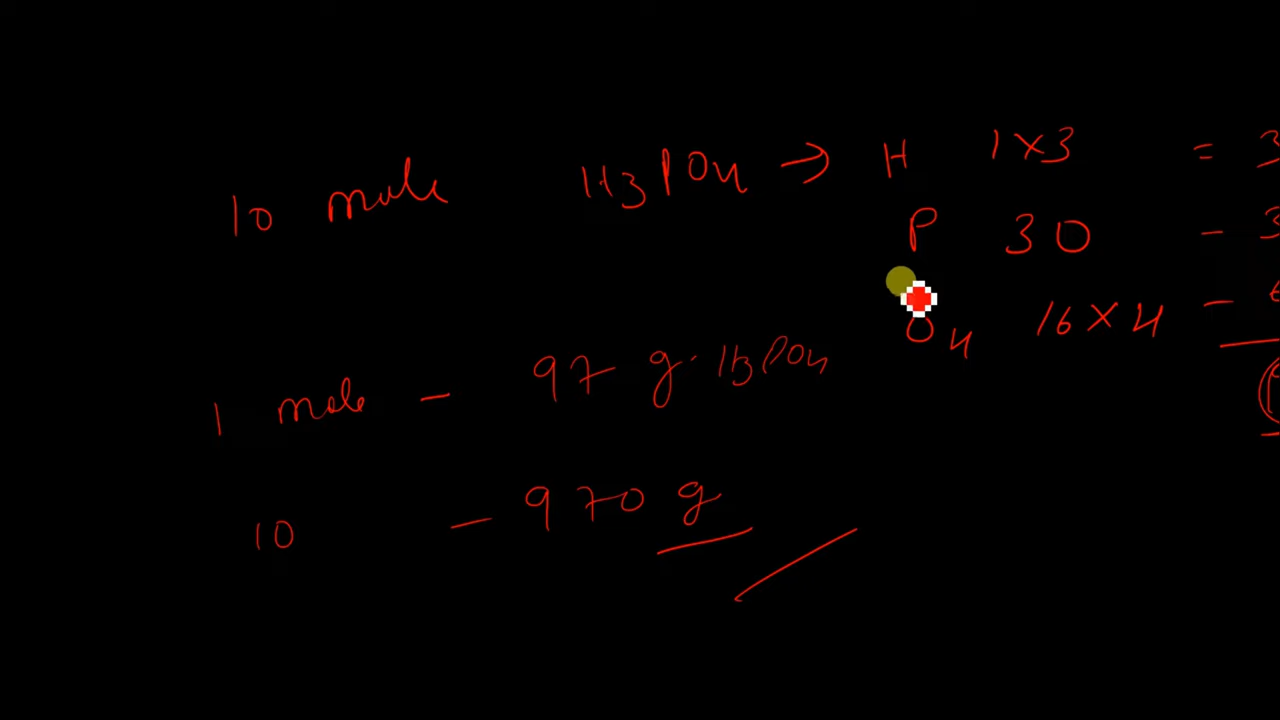 10 mole H3PO4 → H 1×3 = 3
P 30 - 3
O4 16×4 -
1 mole - 97 g. H3PO4
10 - 970 g